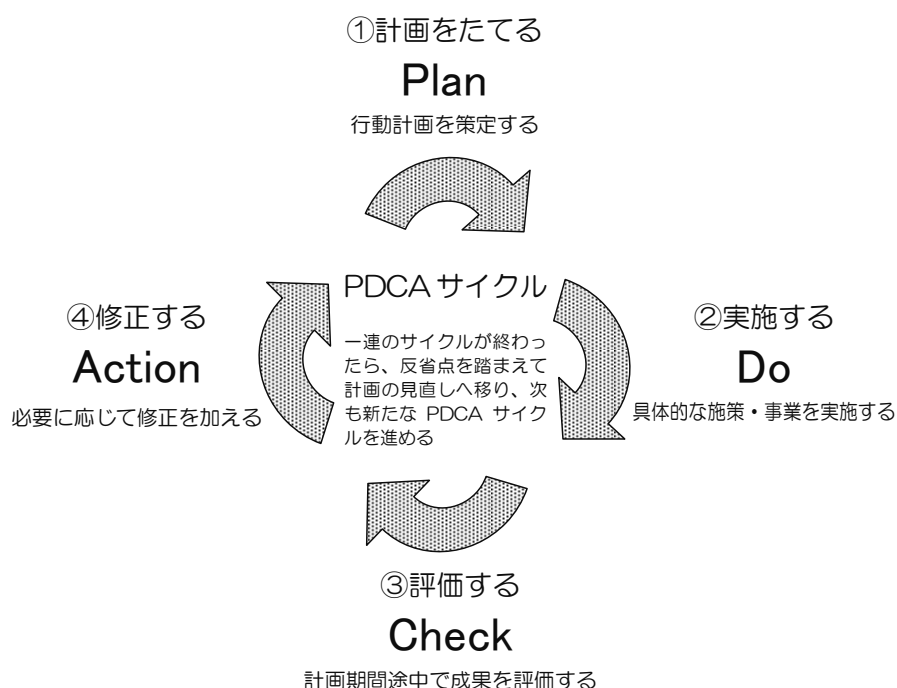 ①計画をたてる
Plan
行動計画を策定する
PDCA サイクル
一連のサイクルが終わっ
たら、反省点を踏まえて
計画の見直しへ移り、次
も新たな PDCA サイク
ルを進める
④修正する
Action
必要に応じて修正を加える
②実施する
Do
具体的な施策・事業を実施する
③評価する
Check
計画期間途中で成果を評価する